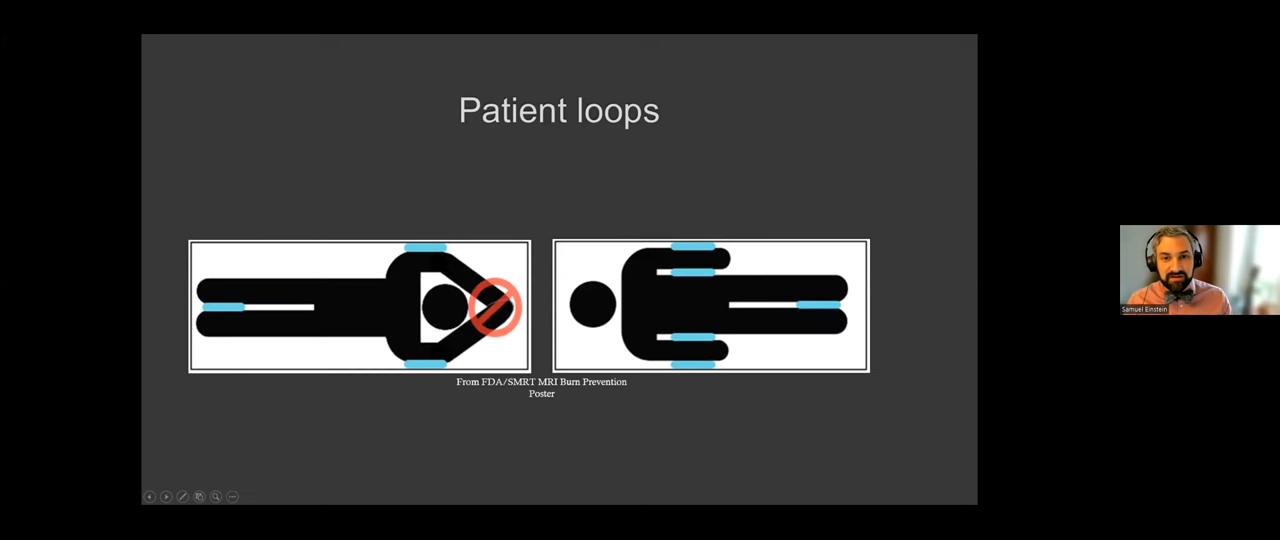 Patient loops
From FDA/SMRT MRI Burn Prevention
Poster
Samuel Einstein